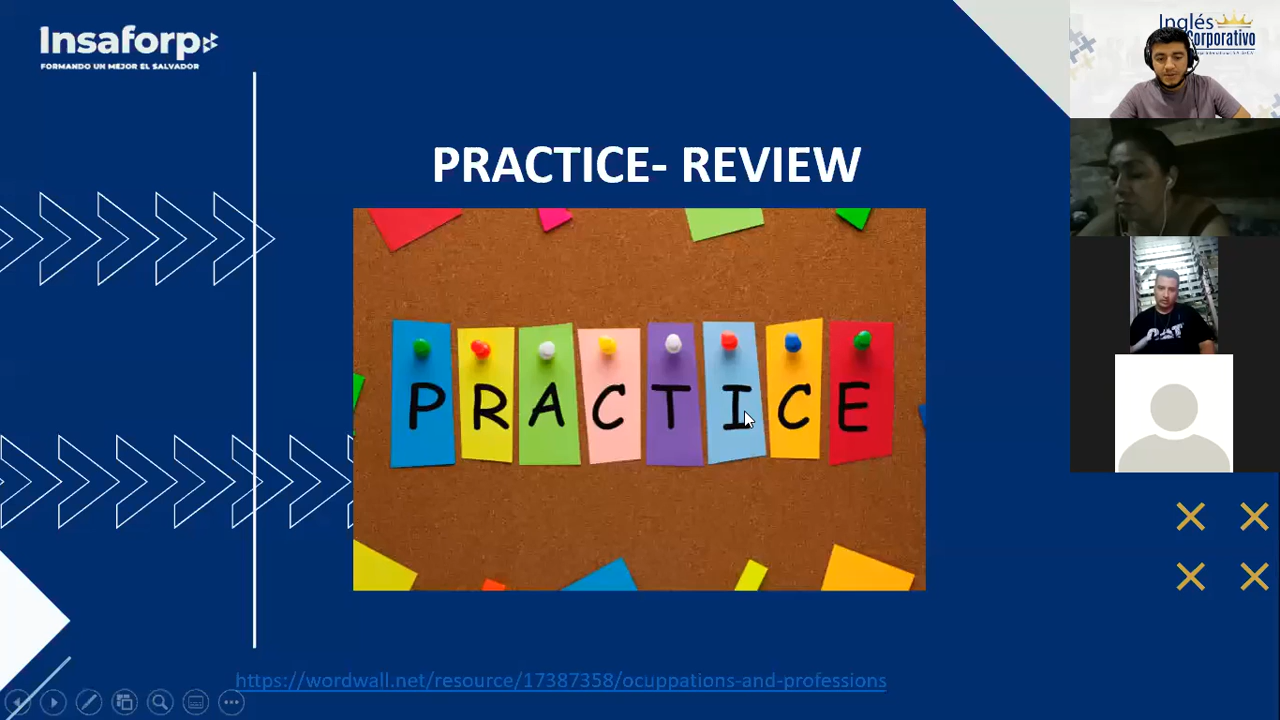 Insaforp
FORMANDO UN MEJOR EL SALVADOR
PRACTICE- REVIEW
PRACTICE
https://wordwall.net/resource/17387358/ocuppations-and-professions
Inglés
Corporativo
CAT